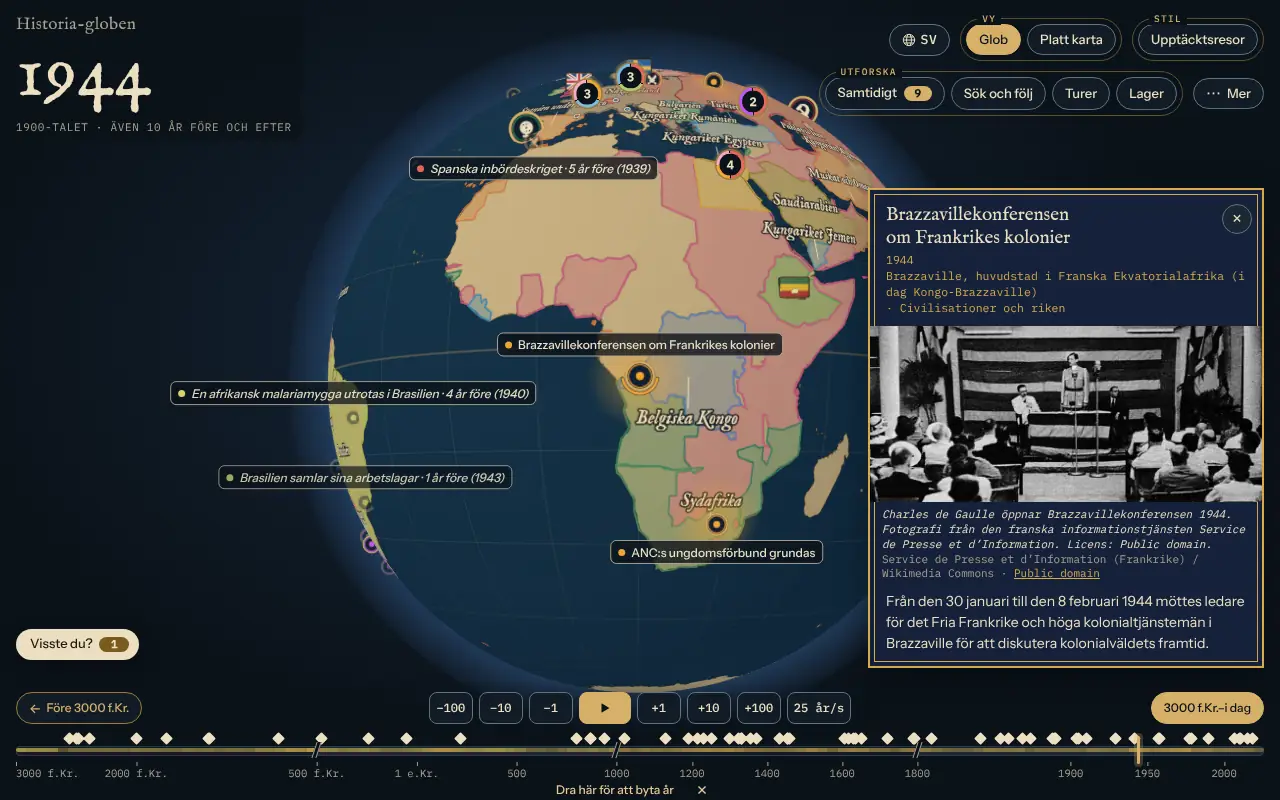 Historia-globen
1944
1900-TALET · ÄVEN 10 ÅR FÖRE OCH EFTER
SV
VY
Glob
Platt karta
STIL
Upptäcktsresor
UTFORSKA
Samtidigt 9
Sök och följ
Turer
Lager
··· Mer
3
3
2
4
Bulgarien
Turkiet
Kungariket Rumänien
Kungariket Egypten
Saudiarabien
Kungariket Jemen
Spanska inbördeskriget · 5 år före (1939)
Brazzavillekonferensen om Frankrikes kolonier
En afrikansk malariamygga utrotas i Brasilien · 4 år före (1940)
Belgiska Kongo
Brasilien samlar sina arbetslagar · 1 år före (1943)
Sydafrika
ANC:s ungdomsförbund grundas
Brazzavillekonferensen
om Frankrikes kolonier
×
1944
Brazzaville, huvudstad i Franska Ekvatorialafrika (i
dag Kongo-Brazzaville)
· Civilisationer och riken
Charles de Gaulle öppnar Brazzavillekonferensen 1944.
Fotografi från den franska informationstjänsten Service
de Presse et d’Information. Licens: Public domain.
Service de Presse et d’Information (Frankrike) /
Wikimedia Commons · Public domain
Från den 30 januari till den 8 februari 1944 möttes ledare
för det Fria Frankrike och höga kolonialtjänstemän i
Brazzaville för att diskutera kolonialväldets framtid.
Visste du? 1
← Före 3000 f.Kr.
−100
−10
−1
+1
+10
+100
25 år/s
3000 f.Kr.–i dag
3000 f.Kr.
2000 f.Kr.
500 f.Kr.
1 e.Kr.
500
1000
1200
1400
1600
1800
1900
1950
2000
Dra här för att byta år ×